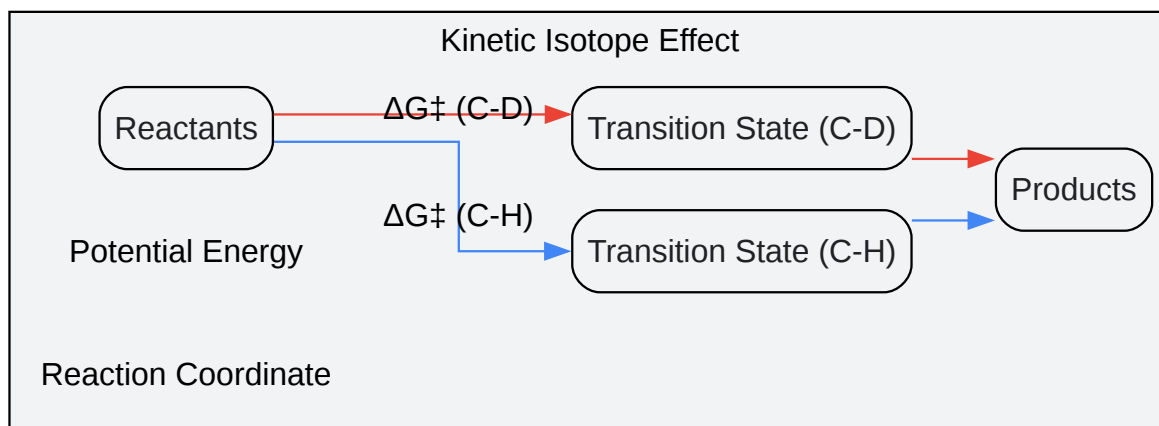 Kinetic Isotope Effect
Reactants
ΔG‡ (C-D)
Transition State (C-D)
Products
ΔG‡ (C-H)
Transition State (C-H)
Potential Energy
Reaction Coordinate